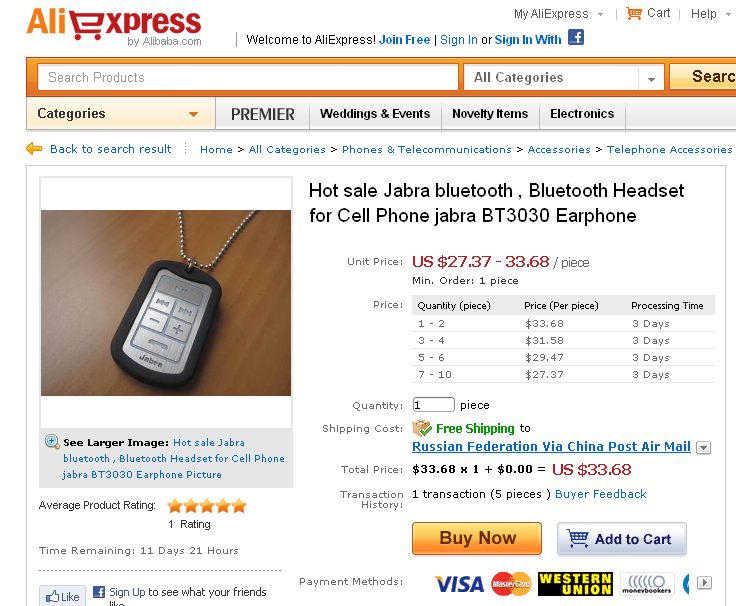 AliExpress
by Alibaba.com
My AliExpress
Cart
Help
Welcome to AliExpress! Join Free | Sign In or Sign In With
Search Products
All Categories
Searc
Categories
PREMIER
Weddings & Events
Novelty Items
Electronics
Back to search result
Home > All Categories > Phones & Telecommunications > Accessories > Telephone Accessories
Hot sale Jabra bluetooth , Bluetooth Headset
for Cell Phone jabra BT3030 Earphone
Jabra
See Larger Image: Hot sale Jabra
bluetooth , Bluetooth Headset for Cell Phone
jabra BT3030 Earphone Picture
Average Product Rating:
1 Rating
Time Remaining: 11 Days 21 Hours
Like
Sign Up to see what your friends
like.
Unit Price: US $27.37 - 33.68 / piece
Min. Order: 1 piece
Price: Quantity (piece) Price (Per piece) Processing Time
1 - 2 $33.68 3 Days
3 - 4 $31.58 3 Days
5 - 6 $29.47 3 Days
7 - 10 $27.37 3 Days
Quantity: 1 piece
Shipping Cost: Free Shipping to
Russian Federation Via China Post Air Mail
Total Price: $33.68 x 1 + $0.00 = US $33.68
Transaction History: 1 transaction (5 pieces ) Buyer Feedback
Buy Now
Add to Cart
Payment Methods: VISA MasterCard WESTERN UNION moneybookers